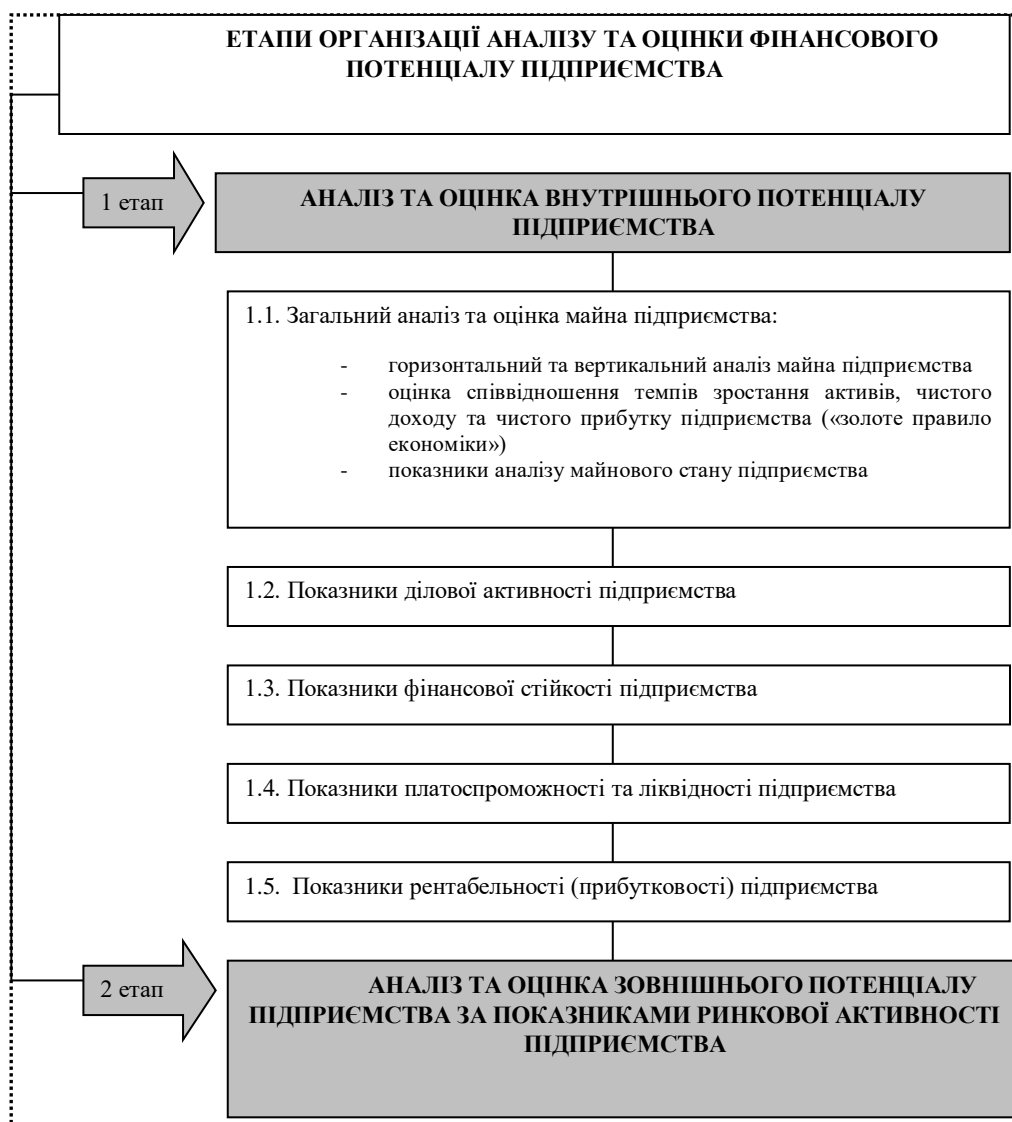 ЕТАПИ ОРГАНІЗАЦІЇ АНАЛІЗУ ТА ОЦІНКИ ФІНАНСОВОГО
ПОТЕНЦІАЛУ ПІДПРИЄМСТВА
1 етап
АНАЛІЗ ТА ОЦІНКА ВНУТРІШНЬОГО ПОТЕНЦІАЛУ
ПІДПРИЄМСТВА
1.1. Загальний аналіз та оцінка майна підприємства:
- горизонтальний та вертикальний аналіз майна підприємства
- оцінка співвідношення темпів зростання активів, чистого
доходу та чистого прибутку підприємства («золоте правило
економіки»)
- показники аналізу майнового стану підприємства
1.2. Показники ділової активності підприємства
1.3. Показники фінансової стійкості підприємства
1.4. Показники платоспроможності та ліквідності підприємства
1.5. Показники рентабельності (прибутковості) підприємства
2 етап
АНАЛІЗ ТА ОЦІНКА ЗОВНІШНЬОГО ПОТЕНЦІАЛУ
ПІДПРИЄМСТВА ЗА ПОКАЗНИКАМИ РИНКОВОЇ АКТИВНОСТІ
ПІДПРИЄМСТВА